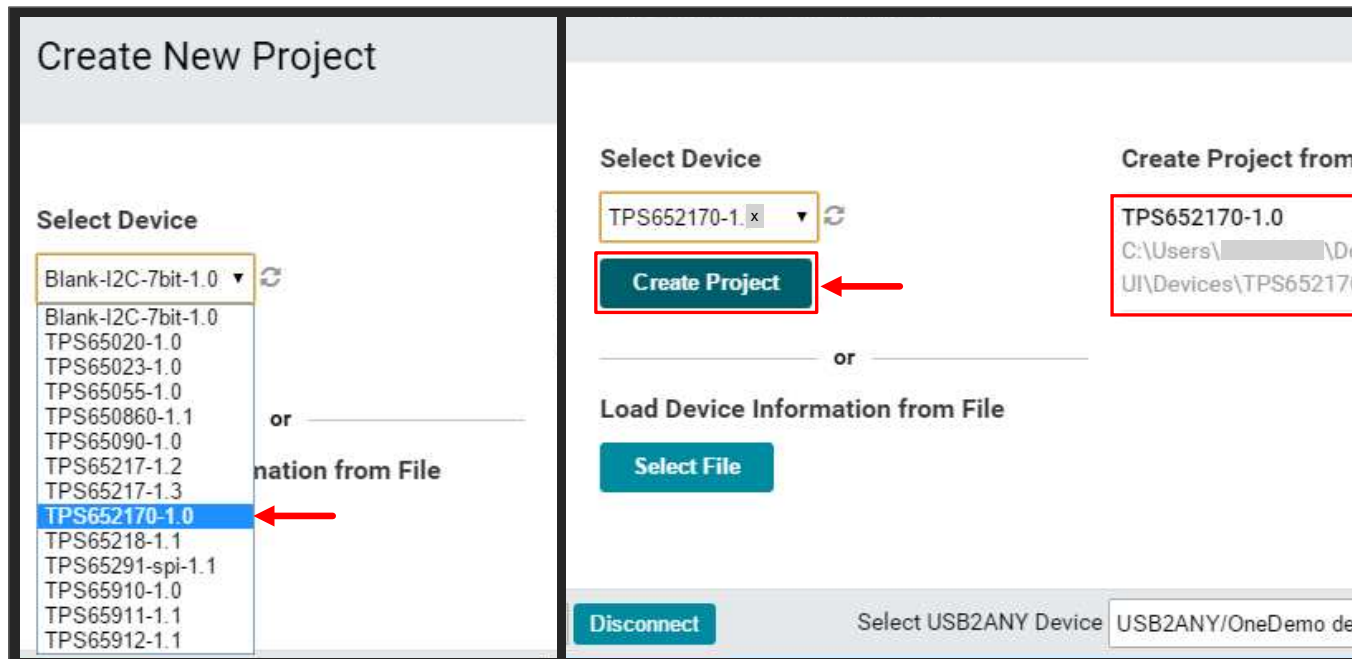 Create New Project
Select Device
Blank-I2C-7bit-1.0
Blank-I2C-7bit-1.0
TPS65020-1.0
TPS65023-1.0
TPS65055-1.0
TPS650860-1.1
TPS65090-1.0
TPS65217-1.2
TPS65217-1.3
TPS652170-1.0
TPS65218-1.1
TPS65291-spi-1.1
TPS65910-1.0
TPS65911-1.1
TPS65912-1.1
or
mation from File
Select Device
TPS652170-1.x
Create Project
or
Load Device Information from File
Select File
Create Project from
TPS652170-1.0
C:\Users\ \De
UI\Devices\TPS652170
Disconnect
Select USB2ANY Device
USB2ANY/OneDemo de